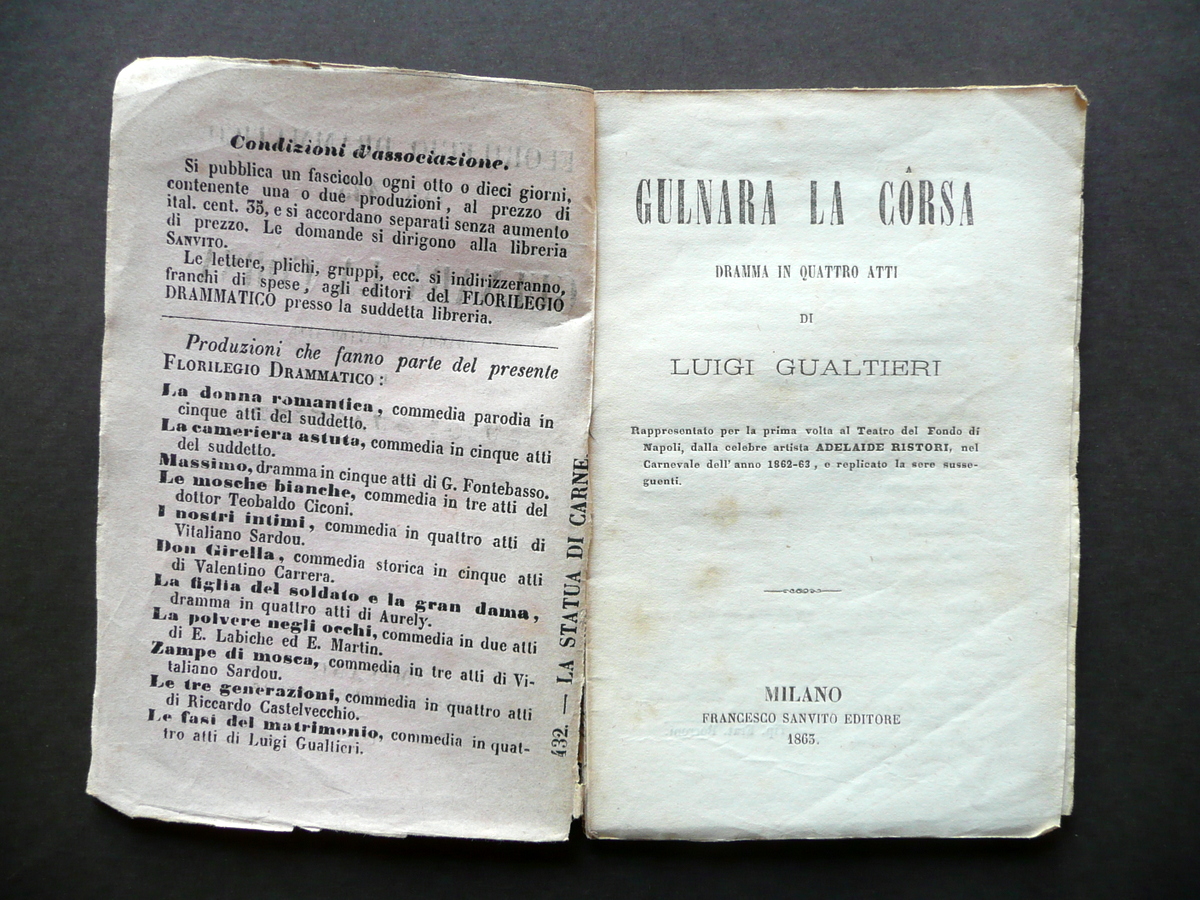 Condizioni d'associazione.
Si pubblica un fascicolo ogni otto o dieci giorni,
contenente una o due produzioni, al prezzo di
ital. cent. 35, e si accordano separati senza aumento
di prezzo. Le domande si dirigono alla libreria
SANVITO.
Le lettere, plichi, gruppi, ecc. si indirizzeranno,
franchi di spese, agli editori del FLORILEGIO
DRAMMATICO presso la suddetta libreria.
Produzioni che fanno parte del presente
FLORILEGIO DRAMMATICO:
La donna romantica, commedia parodia in
cinque atti del suddetto.
La cameriera astuta, commedia in cinque atti
del suddetto.
Massimo, dramma in cinque atti di G. Fontebasso.
Le mosche bianche, commedia in tre atti del
dottor Teobaldo Ciconi.
I nostri intimi, commedia in quattro atti di
Vitaliano Sardou.
Don Girella, commedia storica in cinque atti
di Valentino Carrera.
La figlia del soldato e la gran dama,
dramma in quattro atti di Aurely.
La polvere negli occhi, commedia in due atti
di E. Labiche ed E. Martin.
Zampe di mosca, commedia in tre atti di Vi-
taliano Sardou.
Le tre generazioni, commedia in quattro atti
di Riccardo Castelvecchio.
Le fasi del matrimonio, commedia in quat-
tro atti di Luigi Gualtieri.
432. — LA STATUA DI CARNE.
GULNARA LA CÔRSA
DRAMMA IN QUATTRO ATTI
DI
LUIGI GUALTIERI
Rappresentato per la prima volta al Teatro del Fondo di
Napoli, dalla celebre artista ADELAIDE RISTORI, nel
Carnevale dell'anno 1862-63, e replicato la sere susse-
guenti.
MILANO
FRANCESCO SANVITO EDITORE
1863.